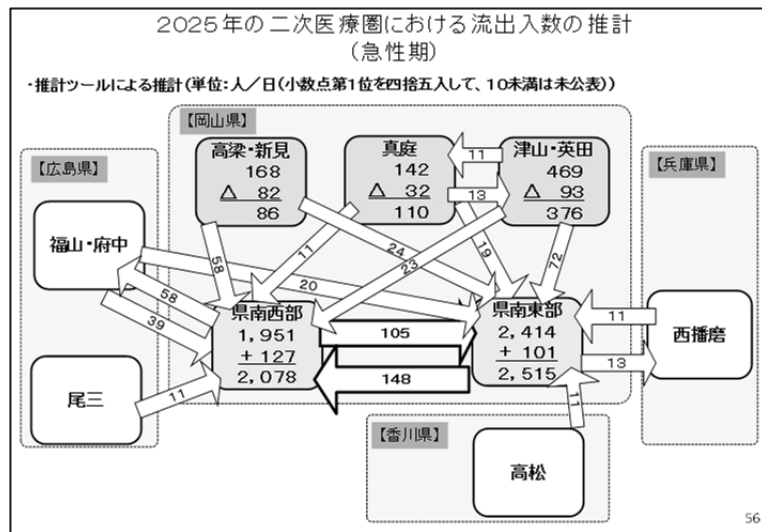 2025年の二次医療圏における流出入数の推計
（急性期）
・推計ツールによる推計（単位：人／日（小数点第1位を四捨五入して、10未満は未公表））
【岡山県】
高梁・新見
168
△ 82
86
真庭
142
△ 32
110
津山・英田
469
△ 93
376
11
13
【広島県】
福山・府中
尾三
【兵庫県】
西播磨
58
11
24
23
19
72
20
58
39
11
県南西部
1,951
+ 127
2,078
105
148
県南東部
2,414
+ 101
2,515
11
13
11
【香川県】
高松
56